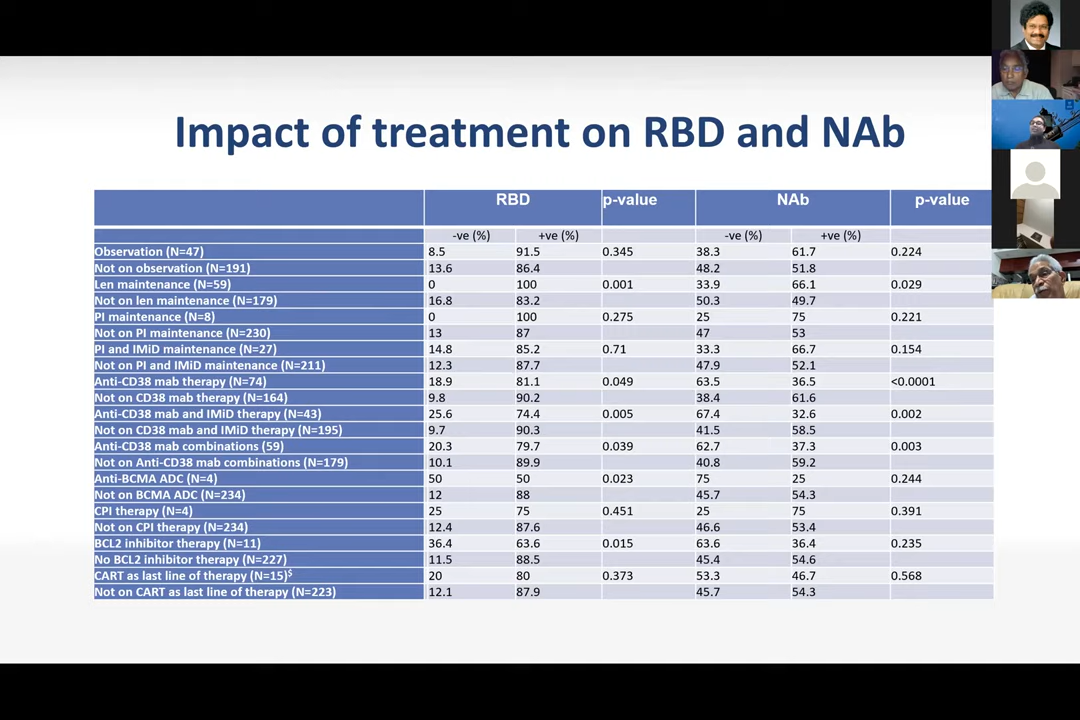 Impact of treatment on RBD and NAb
RBD p-value NAb p-value
-ve (%) +ve (%) -ve (%) +ve (%)
Observation (N=47) 8.5 91.5 0.345 38.3 61.7 0.224
Not on observation (N=191) 13.6 86.4 48.2 51.8
Len maintenance (N=59) 0 100 0.001 33.9 66.1 0.029
Not on len maintenance (N=179) 16.8 83.2 50.3 49.7
PI maintenance (N=8) 0 100 0.275 25 75 0.221
Not on PI maintenance (N=230) 13 87 47 53
PI and IMiD maintenance (N=27) 14.8 85.2 0.71 33.3 66.7 0.154
Not on PI and IMiD maintenance (N=211) 12.3 87.7 47.9 52.1
Anti-CD38 mab therapy (N=74) 18.9 81.1 0.049 63.5 36.5 <0.0001
Not on CD38 mab therapy (N=164) 9.8 90.2 38.4 61.6
Anti-CD38 mab and IMiD therapy (N=43) 25.6 74.4 0.005 67.4 32.6 0.002
Not on CD38 mab and IMiD therapy (N=195) 9.7 90.3 41.5 58.5
Anti-CD38 mab combinations (59) 20.3 79.7 0.039 62.7 37.3 0.003
Not on Anti-CD38 mab combinations (N=179) 10.1 89.9 40.8 59.2
Anti-BCMA ADC (N=4) 50 50 0.023 75 25 0.244
Not on BCMA ADC (N=234) 12 88 45.7 54.3
CPI therapy (N=4) 25 75 0.451 25 75 0.391
Not on CPI therapy (N=234) 12.4 87.6 46.6 53.4
BCL2 inhibitor therapy (N=11) 36.4 63.6 0.015 63.6 36.4 0.235
No BCL2 inhibitor therapy (N=227) 11.5 88.5 45.4 54.6
CART as last line of therapy (N=15)$ 20 80 0.373 53.3 46.7 0.568
Not on CART as last line of therapy (N=223) 12.1 87.9 45.7 54.3